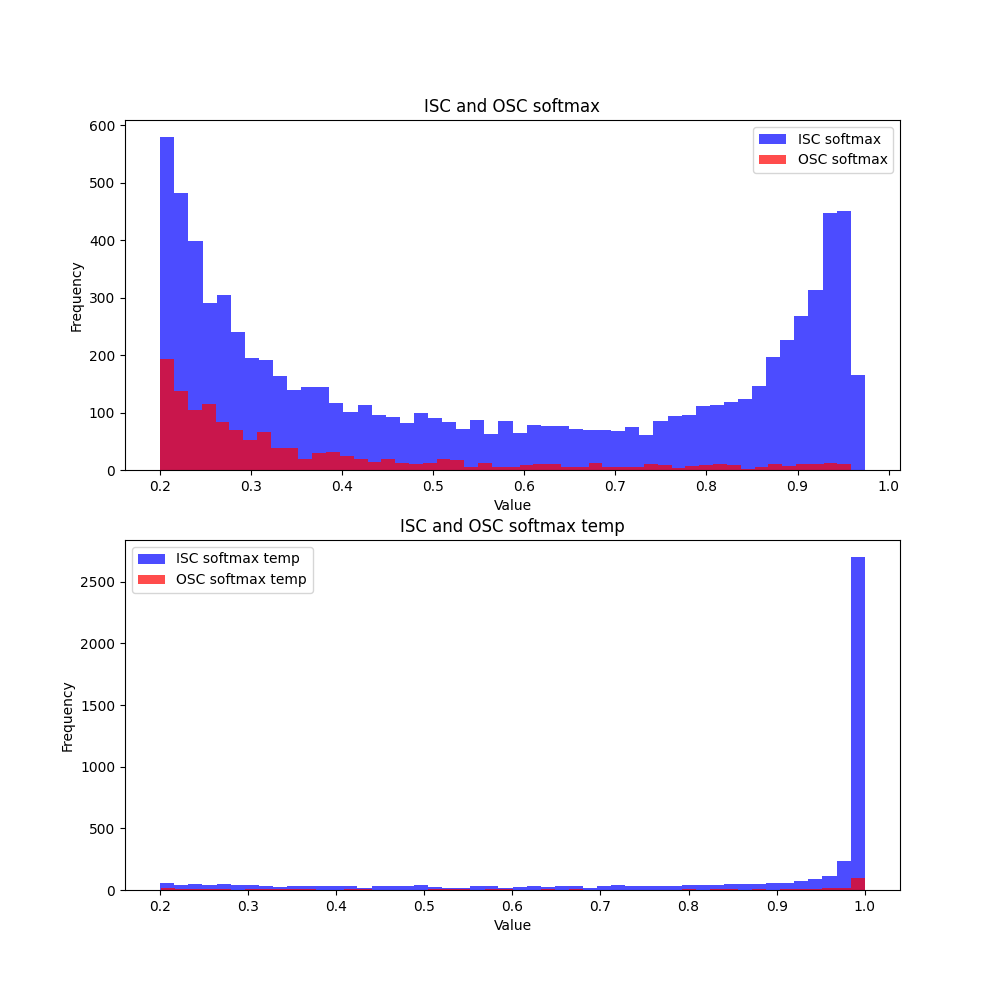 ISC and OSC softmax
600
500
400
300
200
100
0
Frequency
ISC softmax
OSC softmax
0.2 0.3 0.4 0.5 0.6 0.7 0.8 0.9 1.0
Value
ISC and OSC softmax temp
2500
2000
1500
1000
500
0
Frequency
ISC softmax temp
OSC softmax temp
0.2 0.3 0.4 0.5 0.6 0.7 0.8 0.9 1.0
Value